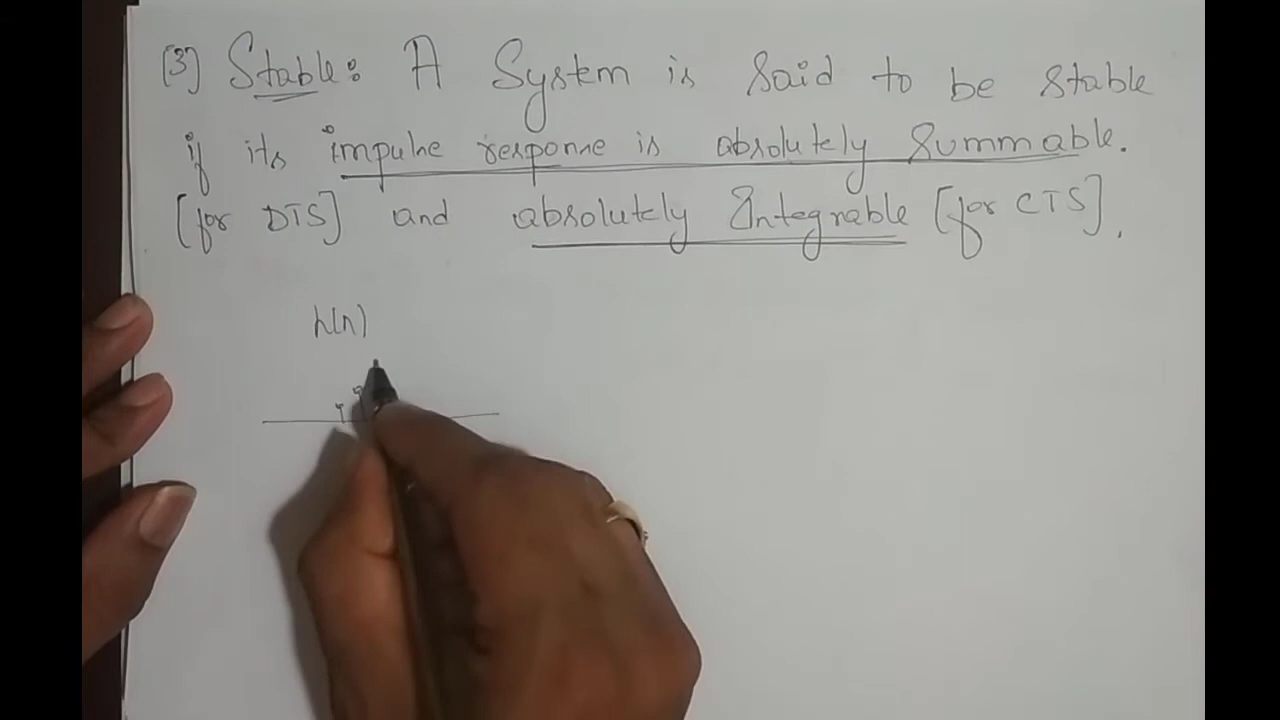 (3) Stable: A System is Said to be Stable
if its impulse response is absolutely Summable.
[for DTS] and absolutely Integrable [for CTS].
h(n)